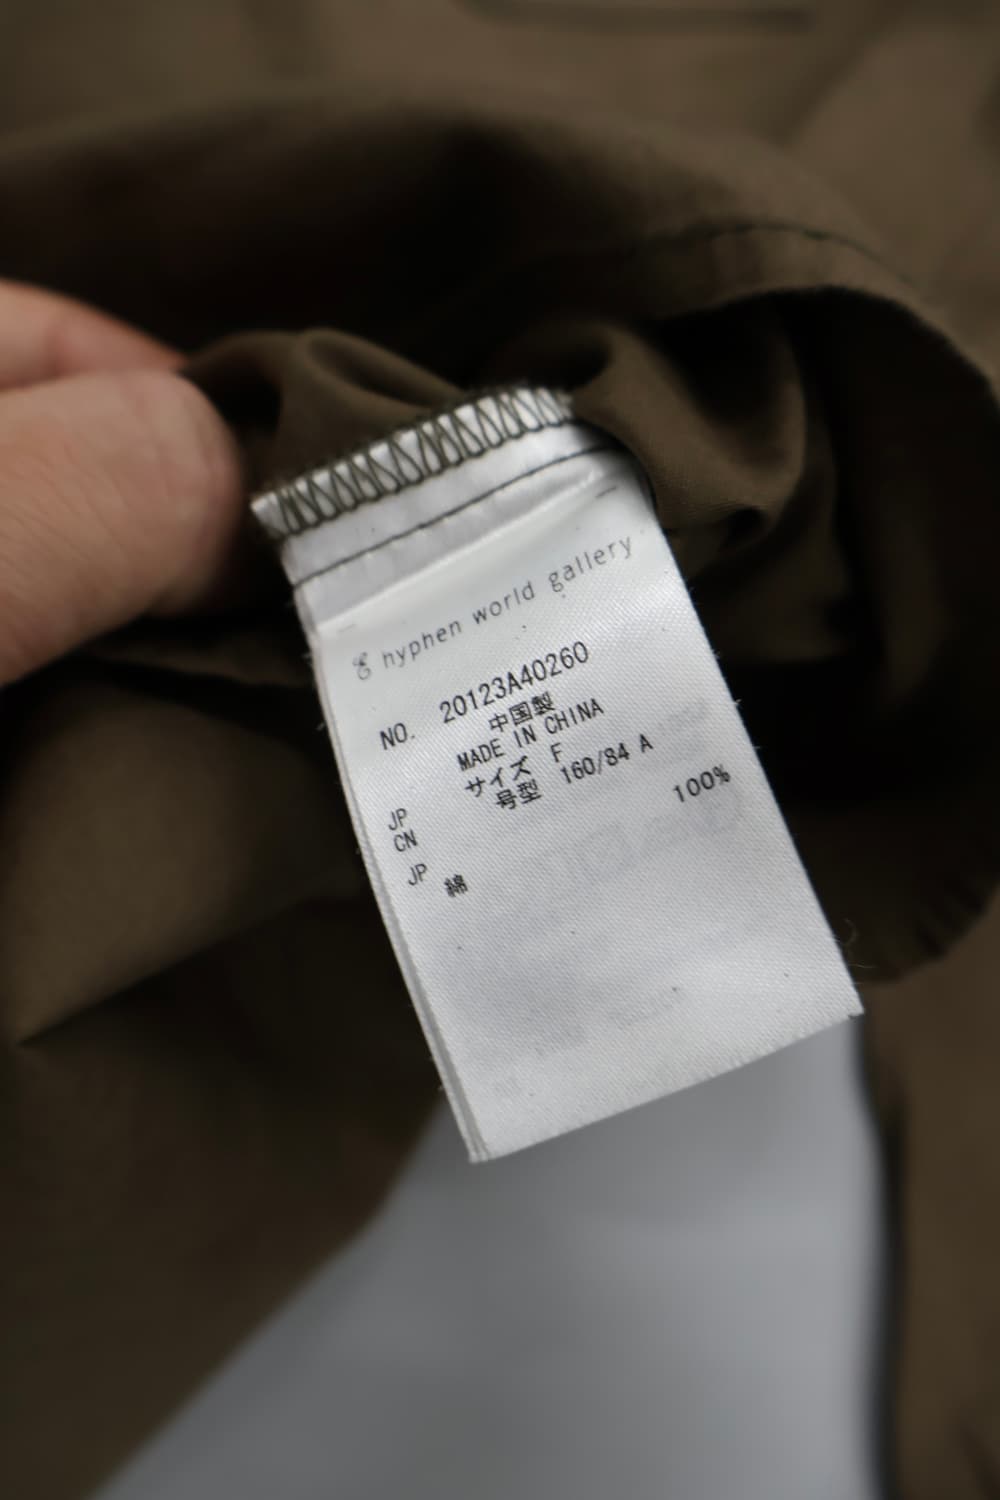 hyphen world gallery
NO. 20123A40260
中国製
MADE IN CHINA
JP サイズ F
CN 号型 160/84 A
JP 綿 100%